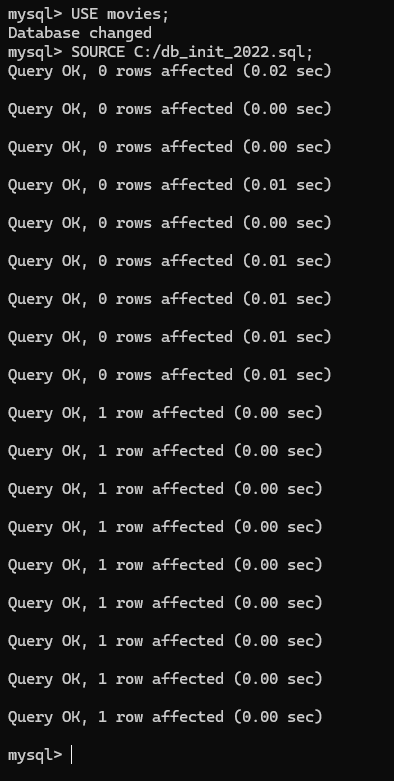 mysql> USE movies;
Database changed
mysql> SOURCE C:/db_init_2022.sql;
Query OK, 0 rows affected (0.02 sec)
Query OK, 0 rows affected (0.00 sec)
Query OK, 0 rows affected (0.00 sec)
Query OK, 0 rows affected (0.01 sec)
Query OK, 0 rows affected (0.00 sec)
Query OK, 0 rows affected (0.01 sec)
Query OK, 0 rows affected (0.01 sec)
Query OK, 0 rows affected (0.01 sec)
Query OK, 0 rows affected (0.01 sec)
Query OK, 1 row affected (0.00 sec)
Query OK, 1 row affected (0.00 sec)
Query OK, 1 row affected (0.00 sec)
Query OK, 1 row affected (0.00 sec)
Query OK, 1 row affected (0.00 sec)
Query OK, 1 row affected (0.00 sec)
Query OK, 1 row affected (0.00 sec)
Query OK, 1 row affected (0.00 sec)
Query OK, 1 row affected (0.00 sec)
mysql>